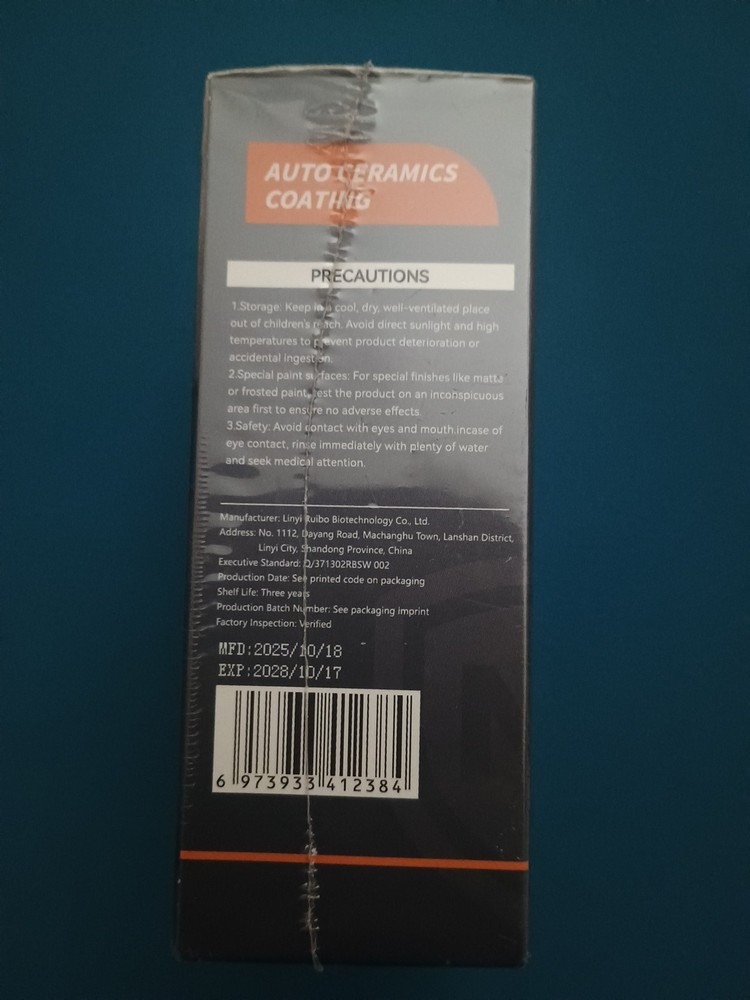 AUTO CERAMICS
COATING
PRECAUTIONS
1.Storage: Keep in a cool, dry, well-ventilated place
out of children's reach. Avoid direct sunlight and high
temperatures to prevent product deterioration or
accidental ingestion.
2.Special paint surfaces: For special finishes like matte
or frosted paint, test the product on an inconspicuous
area first to ensure no adverse effects.
3.Safety: Avoid contact with eyes and mouth.incase of
eye contact, rinse immediately with plenty of water
and seek medical attention.
Manufacturer: Linyi Ruibo Biotechnology Co., Ltd.
Address: No. 1112, Dayang Road, Machanghu Town, Lanshan District,
Linyi City, Shandong Province, China
Executive Standard: Q/371302RBSW 002
Production Date: See printed code on packaging
Shelf Life: Three years
Production Batch Number: See packaging imprint
Factory Inspection: Verified
MFD:2025/10/18
EXP:2028/10/17
6 973933 412384